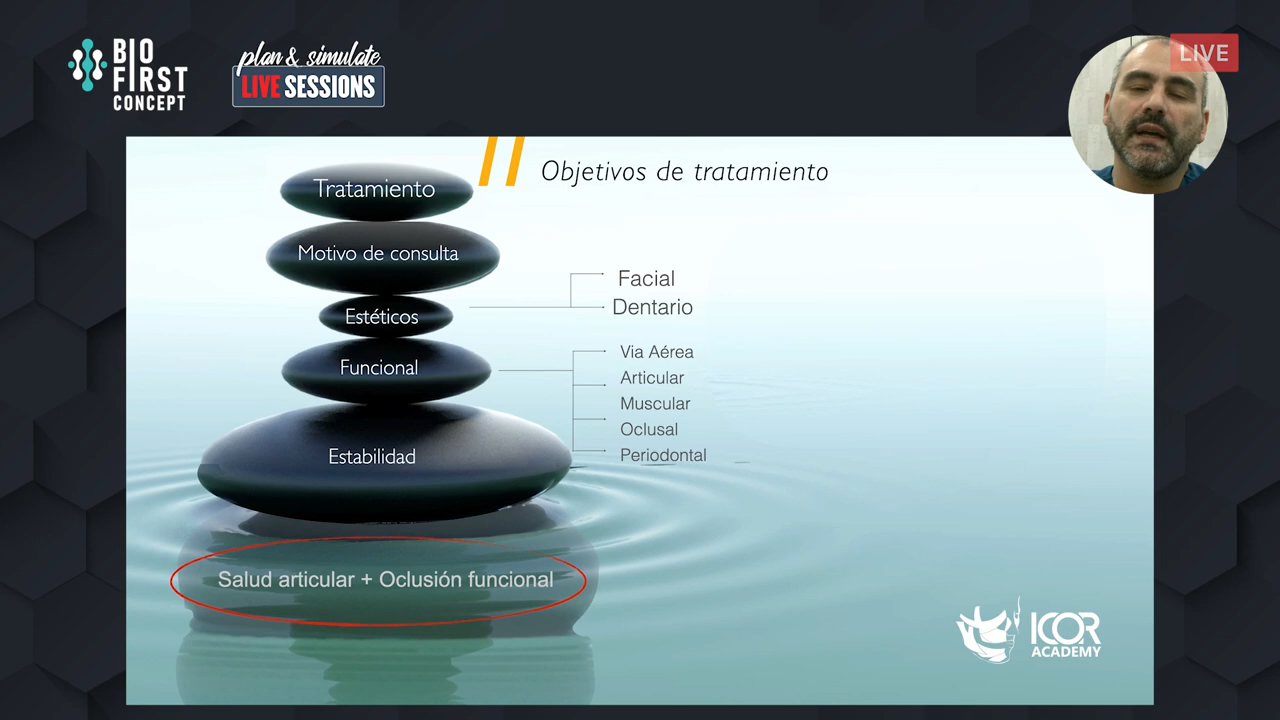 BIO
FIRST
CONCEPT
plan & simulate
LIVE SESSIONS
LIVE
Objetivos de tratamiento
Tratamiento
Motivo de consulta
Estéticos
Facial
Dentario
Funcional
Via Aérea
Articular
Muscular
Oclusal
Periodontal
Estabilidad
Salud articular + Oclusión funcional
ICOR
ACADEMY